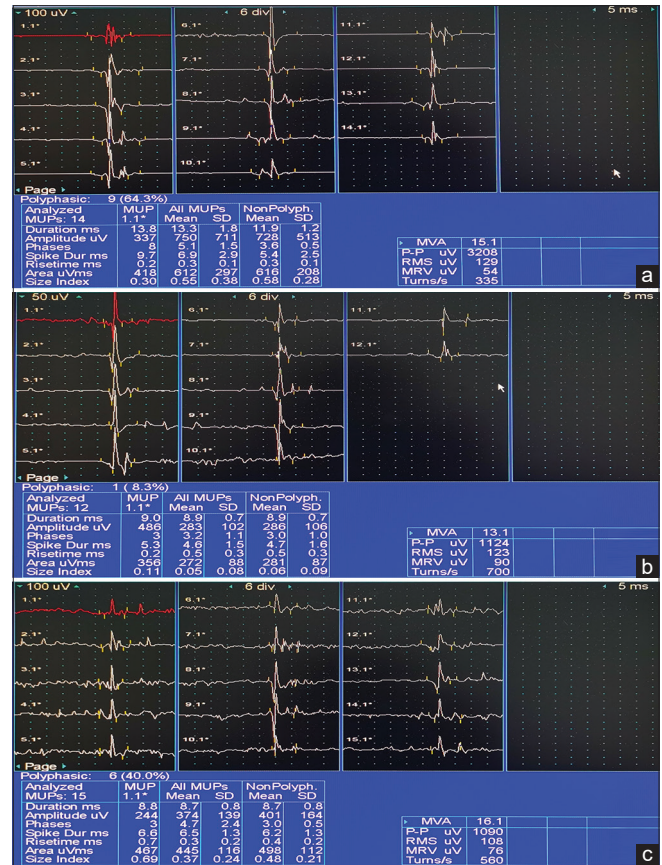 100 uV 6 div 5 ms
1.1* 6.1* 11.1*
2.1* 7.1* 12.1*
3.1* 8.1* 13.1*
4.1* 9.1* 14.1*
5.1* 10.1*
Page
Polyphasic: 9 (64.3%)
Analyzed MUP All MUPs NonPolyph.
MUPs: 14 1.1* Mean SD Mean SD
Duration ms 13.8 13.3 1.8 11.9 1.2
Amplitude uV 337 750 711 728 513
Phases 8 5.1 1.5 3.6 0.5
Spike Dur ms 9.7 6.9 2.9 5.4 2.5
Risetime ms 0.2 0.3 0.1 0.3 0.1
Area uVms 418 612 297 616 208
Size Index 0.30 0.55 0.38 0.58 0.28
MVA 15.1
P-P uV 3208
RMS uV 129
MRV uV 54
Turns/s 335
a
50 uV 6 div 5 ms
1.1* 6.1* 11.1*
2.1* 7.1* 12.1*
3.1* 8.1*
4.1* 9.1*
5.1* 10.1*
Page
Polyphasic: 1 ( 8.3%)
Analyzed MUP All MUPs NonPolyph.
MUPs: 12 1.1* Mean SD Mean SD
Duration ms 9.0 8.9 0.7 8.9 0.7
Amplitude uV 486 283 102 286 106
Phases 3 3.2 1.1 3.0 1.0
Spike Dur ms 5.3 4.6 1.5 4.7 1.6
Risetime ms 0.2 0.5 0.3 0.5 0.3
Area uVms 356 272 88 281 87
Size Index 0.11 0.05 0.08 0.06 0.09
MVA 13.1
P-P uV 1124
RMS uV 123
MRV uV 90
Turns/s 700
b
100 uV 6 div 5 ms
1.1* 6.1* 11.1*
2.1* 7.1* 12.1*
3.1* 8.1* 13.1*
4.1* 9.1* 14.1*
5.1* 10.1* 15.1*
Page
Polyphasic: 6 (40.0%)
Analyzed MUP All MUPs NonPolyph.
MUPs: 15 1.1* Mean SD Mean SD
Duration ms 8.8 8.7 0.8 8.7 0.8
Amplitude uV 244 374 139 401 164
Phases 3 4.7 2.4 3.0 0.5
Spike Dur ms 6.6 6.5 1.3 6.2 1.3
Risetime ms 0.7 0.3 0.2 0.4 0.2
Area uVms 467 445 116 498 112
Size Index 0.69 0.37 0.24 0.48 0.21
MVA 16.1
P-P uV 1090
RMS uV 108
MRV uV 76
Turns/s 560
c